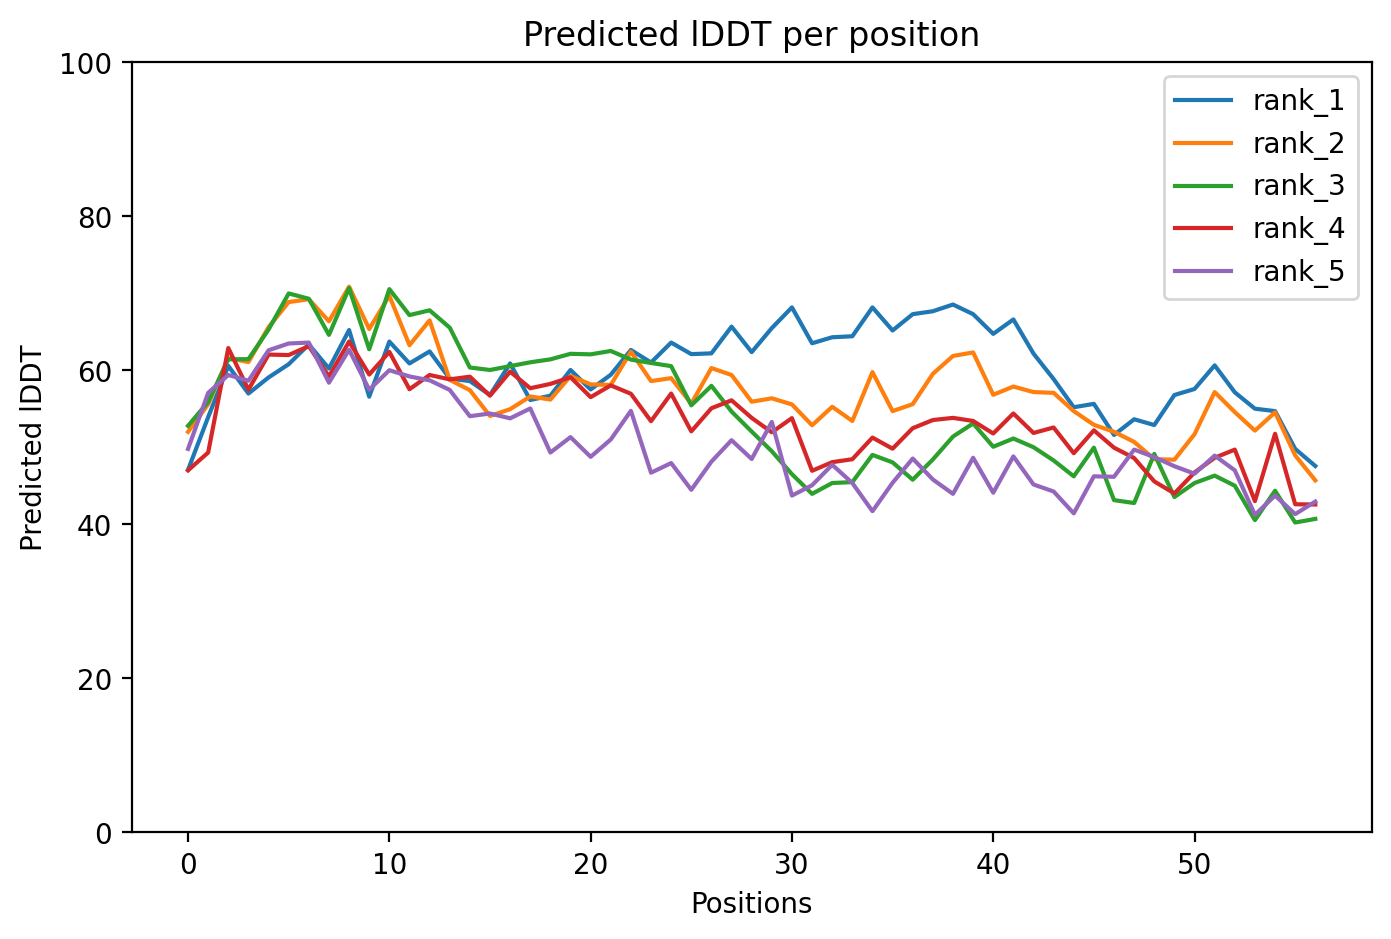 Predicted lDDT per position
100
80
60
40
20
0
Predicted lDDT
0 10 20 30 40 50
Positions
rank_1
rank_2
rank_3
rank_4
rank_5